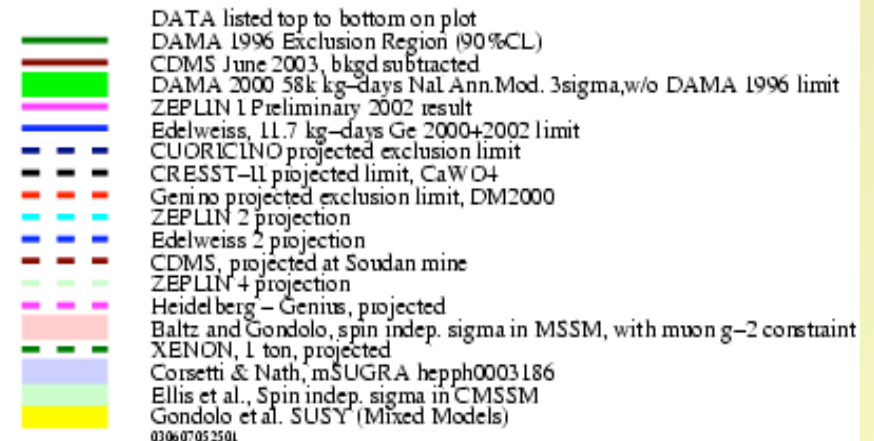 DATA listed top to bottom on plot
DAMA 1996 Exclusion Region (90%CL)
CDMS June 2003, bkgd subtracted
DAMA 2000 58k kg–days NaI Ann.Mod. 3sigma,w/o DAMA 1996 limit
ZEPLIN I Preliminary 2002 result
Edelweiss, 11.7 kg–days Ge 2000+2002 limit
CUORICINO projected exclusion limit
CRESST–II projected limit, CaWO4
Genino projected exclusion limit, DM2000
ZEPLIN 2 projection
Edelweiss 2 projection
CDMS, projected at Soudan mine
ZEPLIN 4 projection
Heidelberg – Genius, projected
Baltz and Gondolo, spin indep. sigma in MSSM, with muon g–2 constraint
XENON, 1 ton, projected
Corsetti & Nath, mSUGRA hepph0003186
Ellis et al., Spin indep. sigma in CMSSM
Gondolo et al. SUSY (Mixed Models)
030607052501